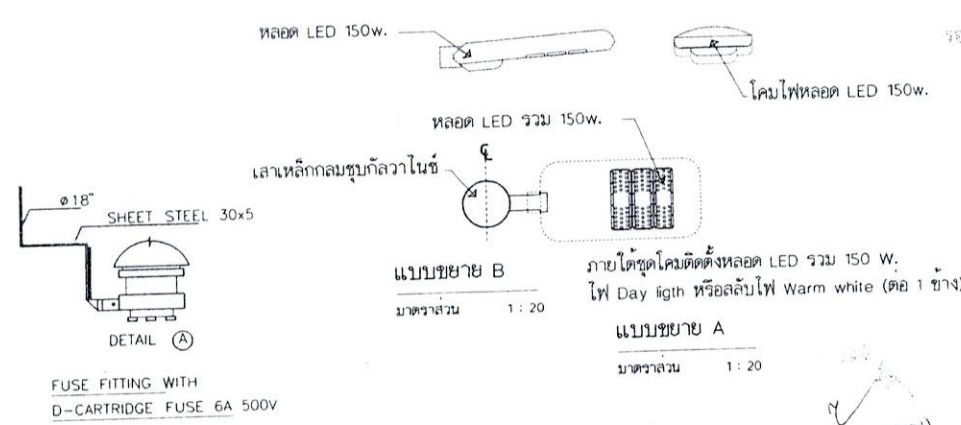 หลอด LED 150w.
โคมไฟหลอด LED 150w.
หลอด LED รวม 150w.
เสาเหล็กกลมชุบกัลวาไนซ์
ø18"
SHEET STEEL 30x5
DETAIL A
FUSE FITTING WITH
D-CARTRIDGE FUSE 6A 500V
แบบขยาย B
มาตราส่วน 1 : 20
ภายใต้ชุดโคมติดตั้งหลอด LED รวม 150 W.
ไฟ Day ligth หรือสลับไฟ Warm white (ต่อ 1 ข้าง)
แบบขยาย A
มาตราส่วน 1 : 20